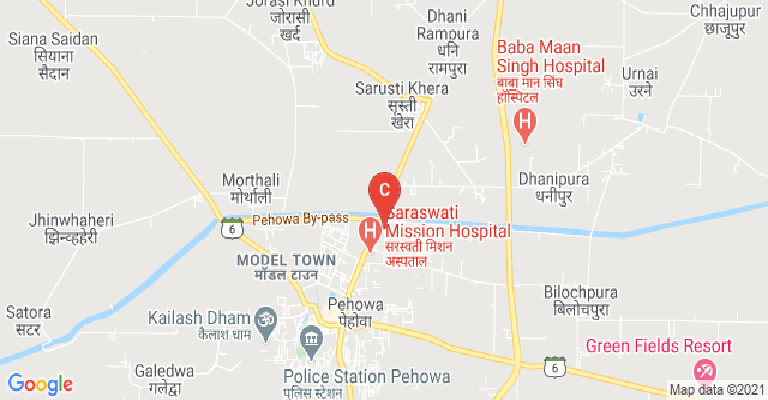 Jorasi Khurd
जोरासी
खुर्द
Dhani
Rampura
धनि
रामपुरा
Chhajupur
छाजूपुर
Siana Saidan
सियाना
सैदान
Baba Maan
Singh Hospital
बाबा मान सिंघ
हॉस्पिटल
H
Urnai
उरने
Sarusti Khera
सृस्ती
खेरा
Morthali
मोर्थाली
C
Dhanipura
धनीपुर
Jhinwhaheri
झिन्व्हहेरी
6
Pehowa By-pass
Saraswati
Mission Hospital
सरस्वती मिशन
अस्पताल
H
MODEL TOWN
मॉडल टाउन
Satora
सटर
Kailash Dham
कैलाश धाम
Pehowa
पेहोवा
Bilochpura
बिलोचपुरा
Galedwa
गलेद्वा
Police Station Pehowa
पुलिस स्टेशन
6
Green Fields Resort
Google
Map data ©2021